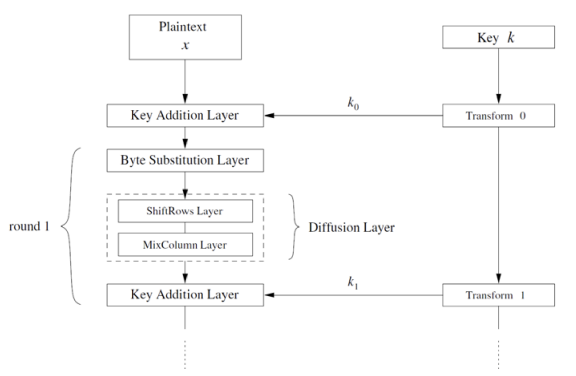 Plaintext
x
Key k
Key Addition Layer
k0
Transform 0
Byte Substitution Layer
ShiftRows Layer
round 1
Diffusion Layer
MixColumn Layer
Key Addition Layer
k1
Transform 1